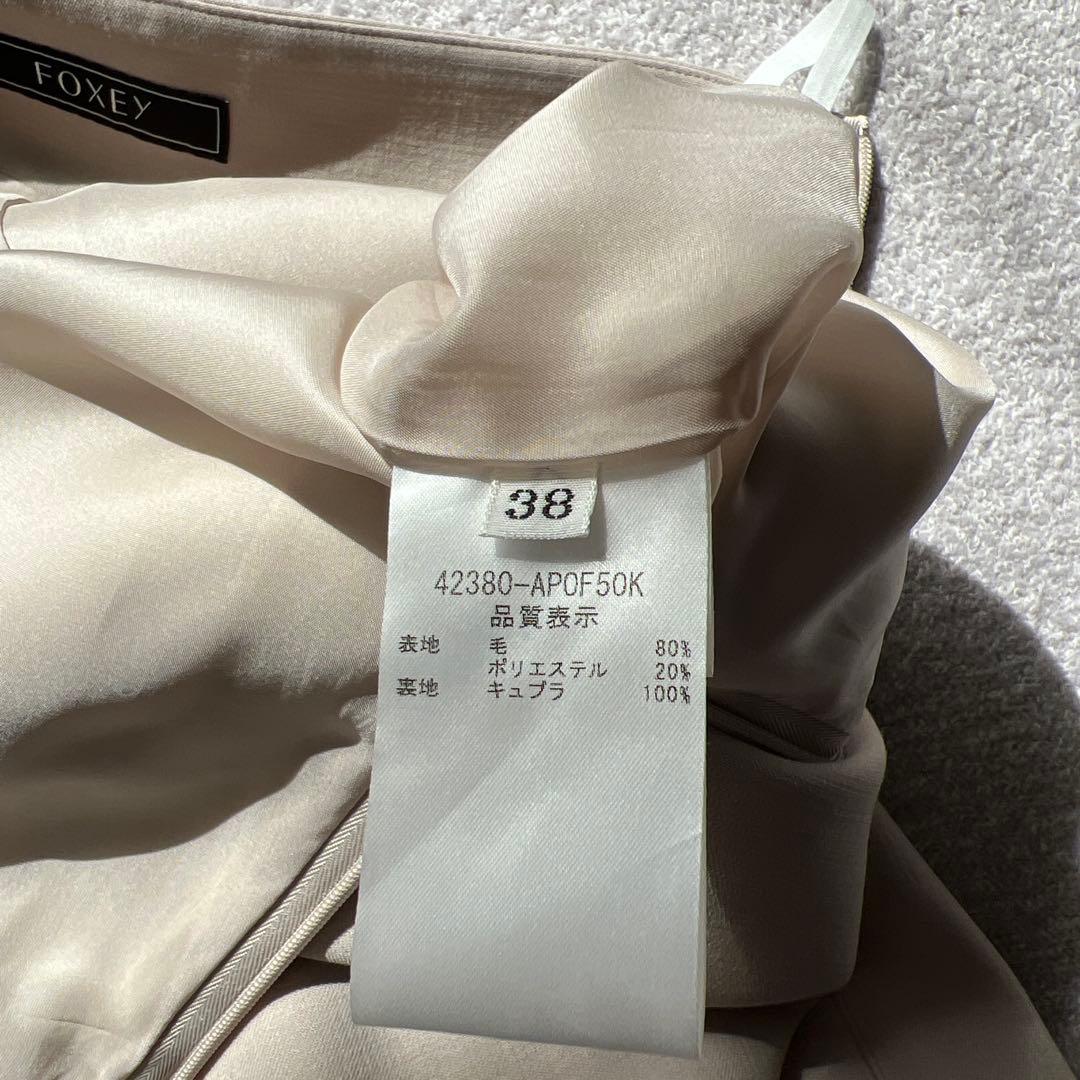 FOXEY
38
42380-APOF50K
品質表示
表地 毛 80%
ポリエステル 20%
裏地 キュプラ 100%